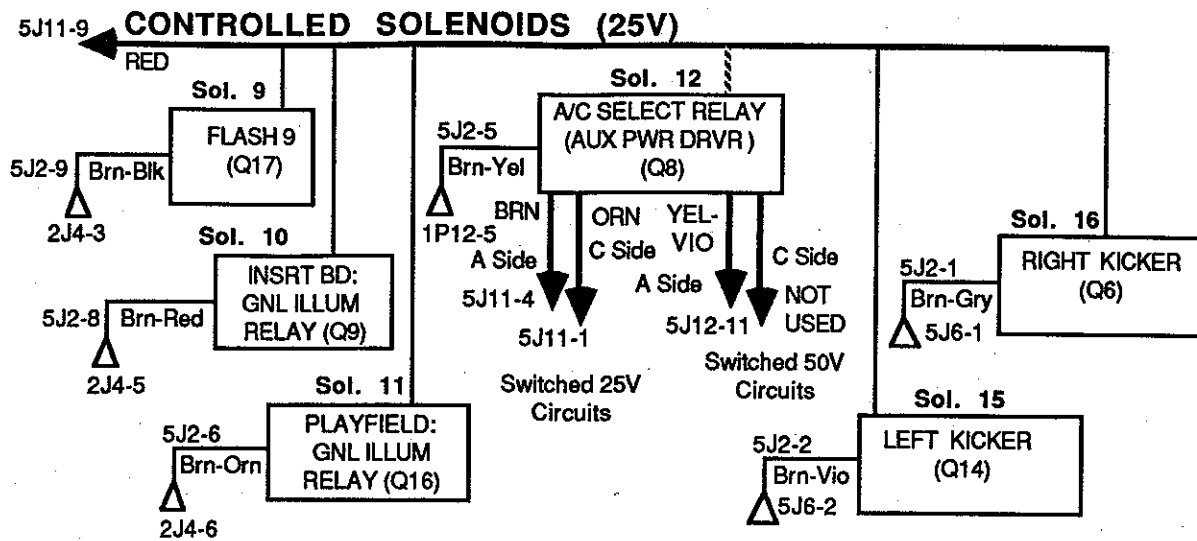 CONTROLLED SOLENOIDS (25V)
5J11-9
RED
Sol. 9
FLASH 9
(Q17)
5J2-9
Brn-Blk
2J4-3
Sol. 10
INSRT BD:
GNL ILLUM
RELAY (Q9)
5J2-8
Brn-Red
2J4-5
Sol. 11
PLAYFIELD:
GNL ILLUM
RELAY (Q16)
5J2-6
Brn-Orn
2J4-6
Sol. 12
A/C SELECT RELAY
(AUX PWR DRVR )
(Q8)
5J2-5
Brn-Yel
1P12-5
BRN
A Side
5J11-4
ORN
C Side
5J11-1
Switched 25V
Circuits
YEL-
VIO
A Side
5J12-11
C Side
NOT
USED
Switched 50V
Circuits
Sol. 16
RIGHT KICKER
(Q6)
5J2-1
Brn-Gry
5J6-1
Sol. 15
LEFT KICKER
(Q14)
5J2-2
Brn-Vio
5J6-2